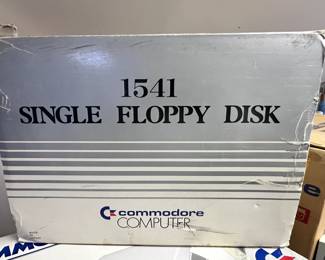 1541
SINGLE FLOPPY DISK
commodore
COMPUTER